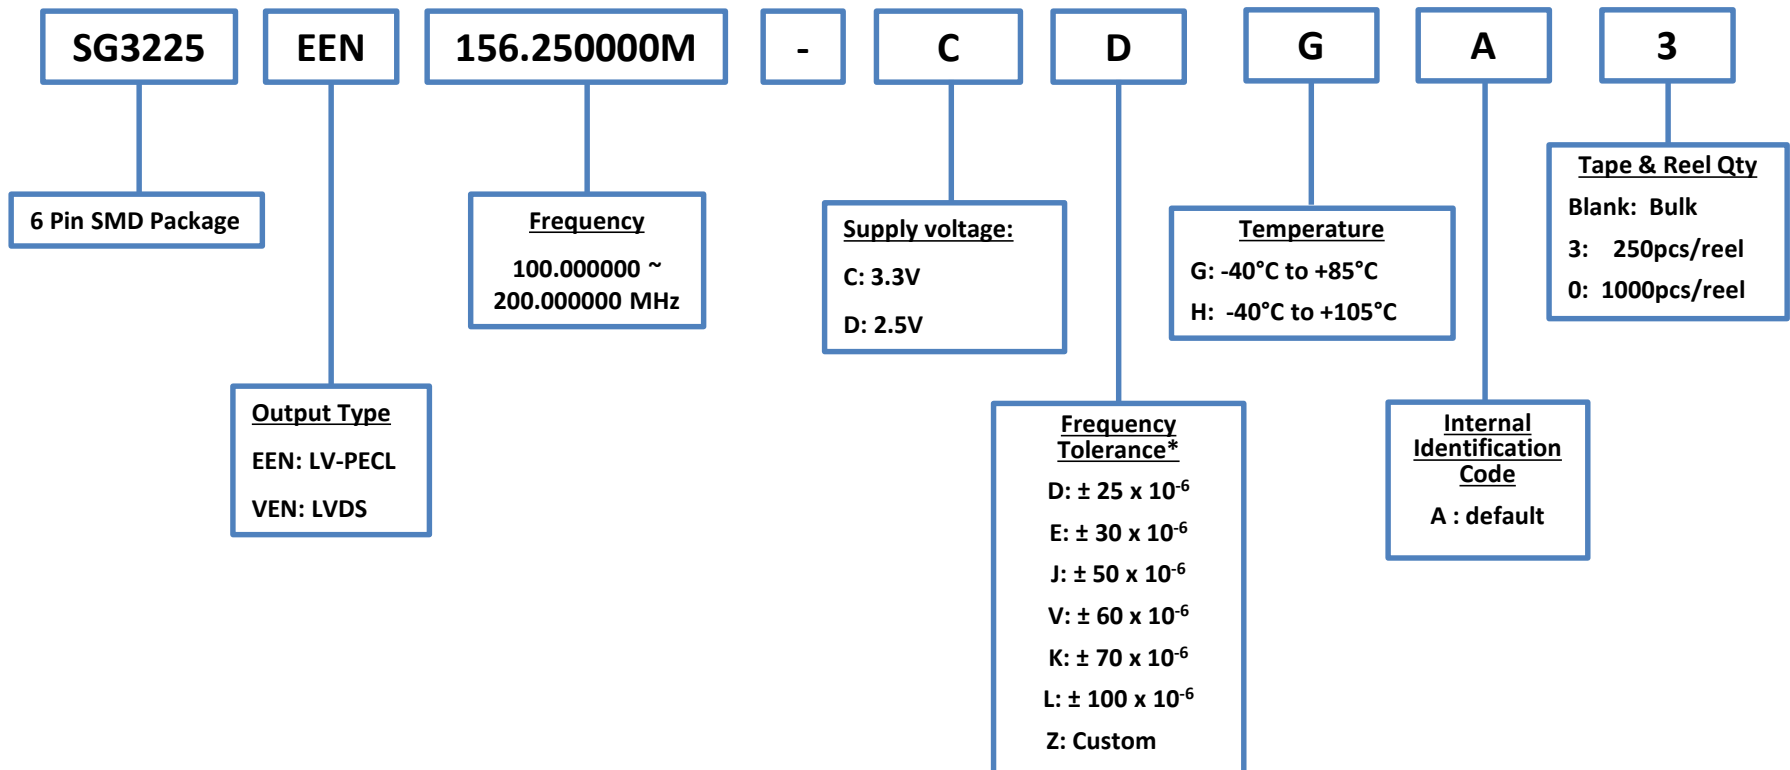 SG3225
EEN
156.250000M
-
C
D
G
A
3
6 Pin SMD Package
Output Type
EEN: LV-PECL
VEN: LVDS
Frequency
100.000000 ~
200.000000 MHz
Supply voltage:
C: 3.3V
D: 2.5V
Frequency
Tolerance*
D: ± 25 x 10⁻⁶
E: ± 30 x 10⁻⁶
J: ± 50 x 10⁻⁶
V: ± 60 x 10⁻⁶
K: ± 70 x 10⁻⁶
L: ± 100 x 10⁻⁶
Z: Custom
Temperature
G: -40°C to +85°C
H: -40°C to +105°C
Internal
Identification
Code
A : default
Tape & Reel Qty
Blank: Bulk
3: 250pcs/reel
0: 1000pcs/reel